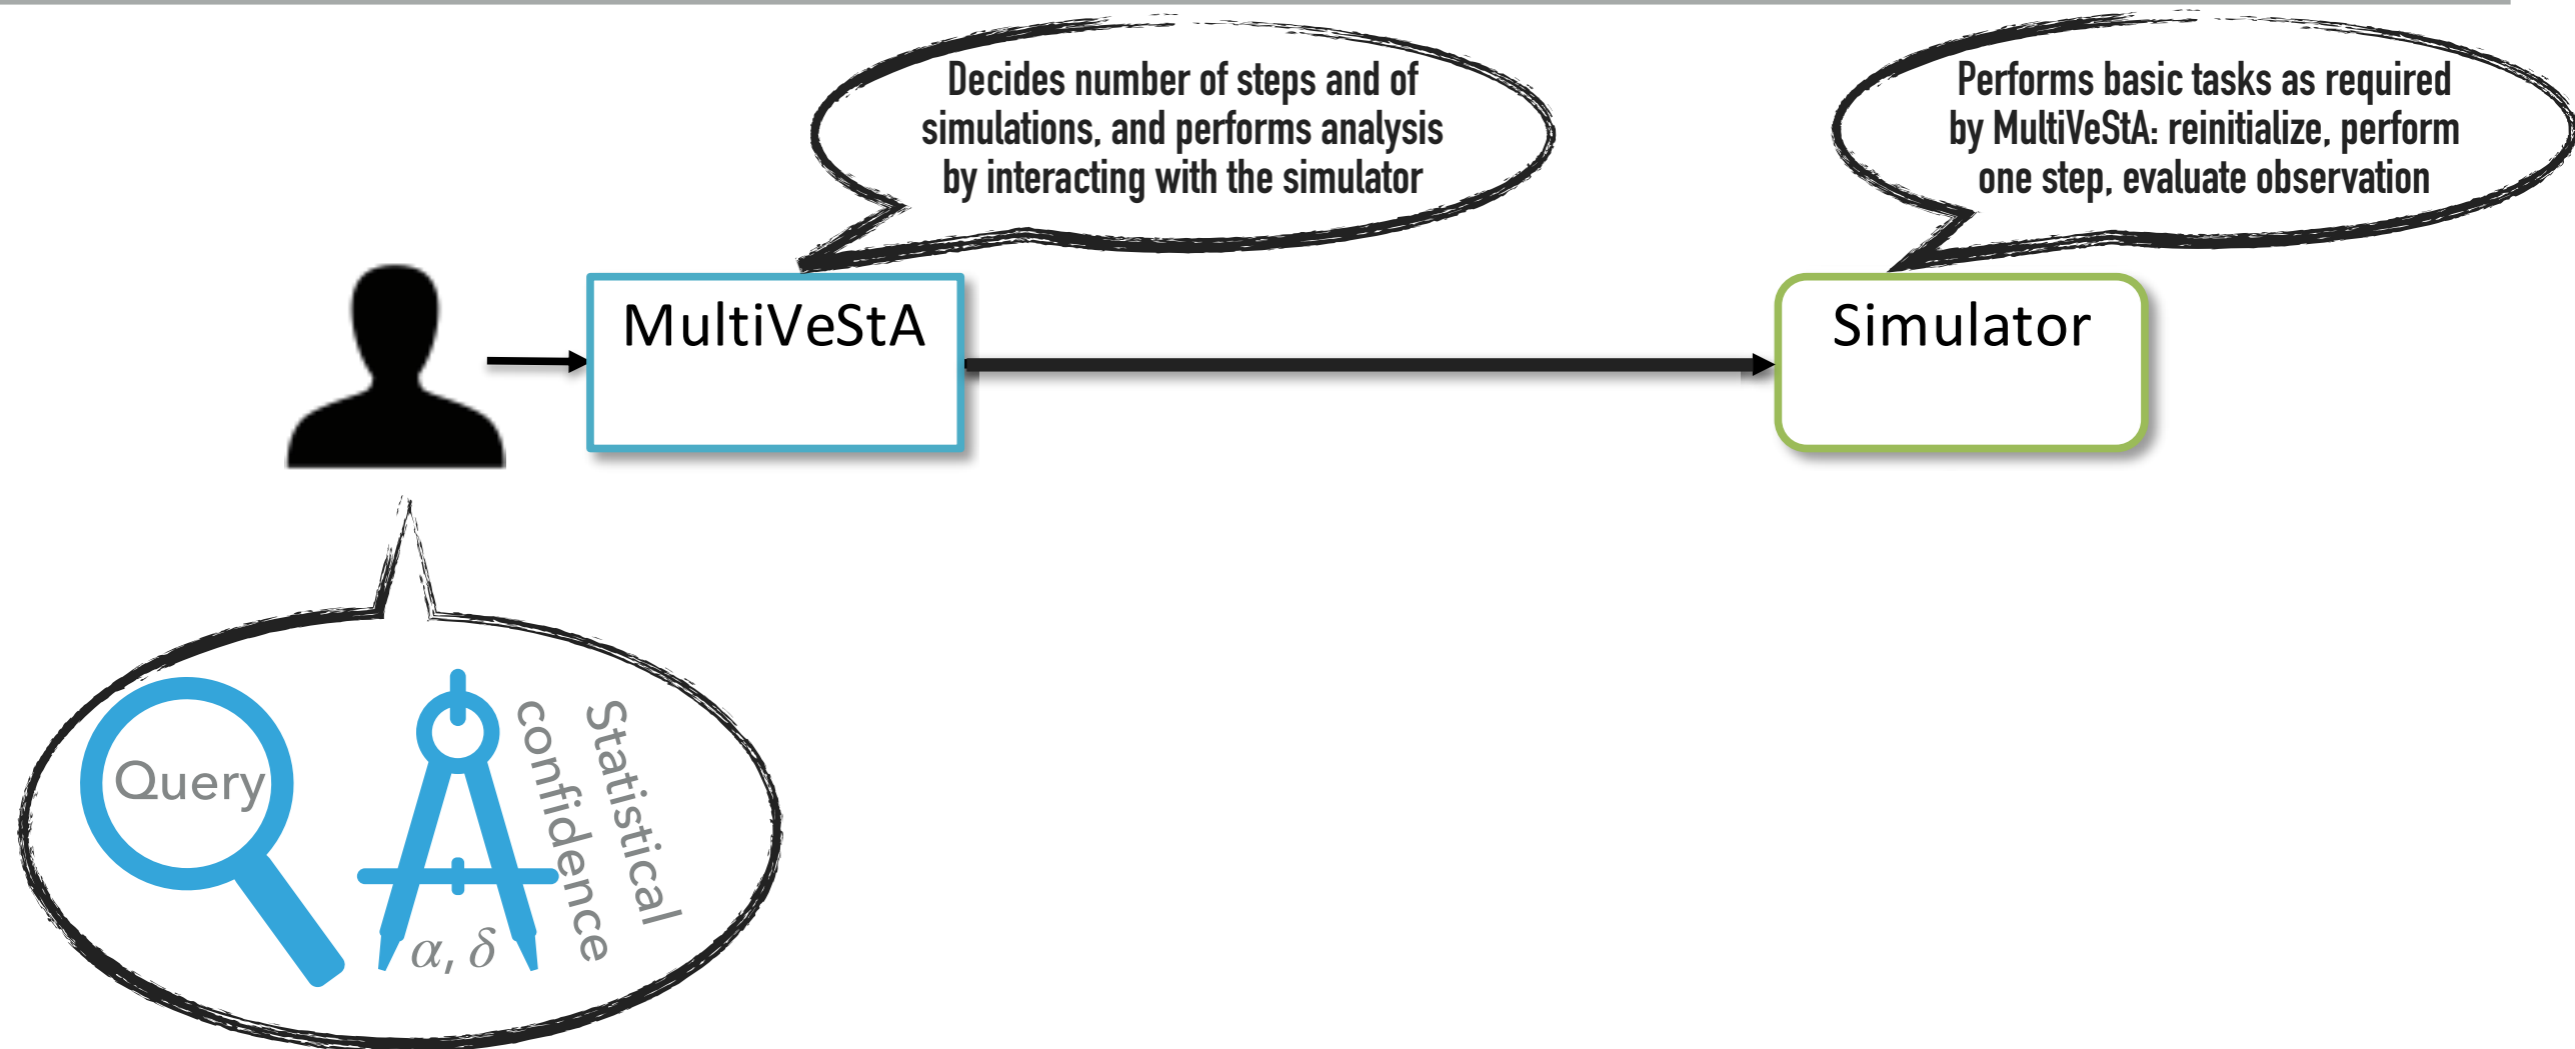 Decides number of steps and of
simulations, and performs analysis
by interacting with the simulator
Performs basic tasks as required
by MultiVeStA: reinitialize, perform
one step, evaluate observation
MultiVeStA
Simulator
Query
Statistical
confidence
α, δ